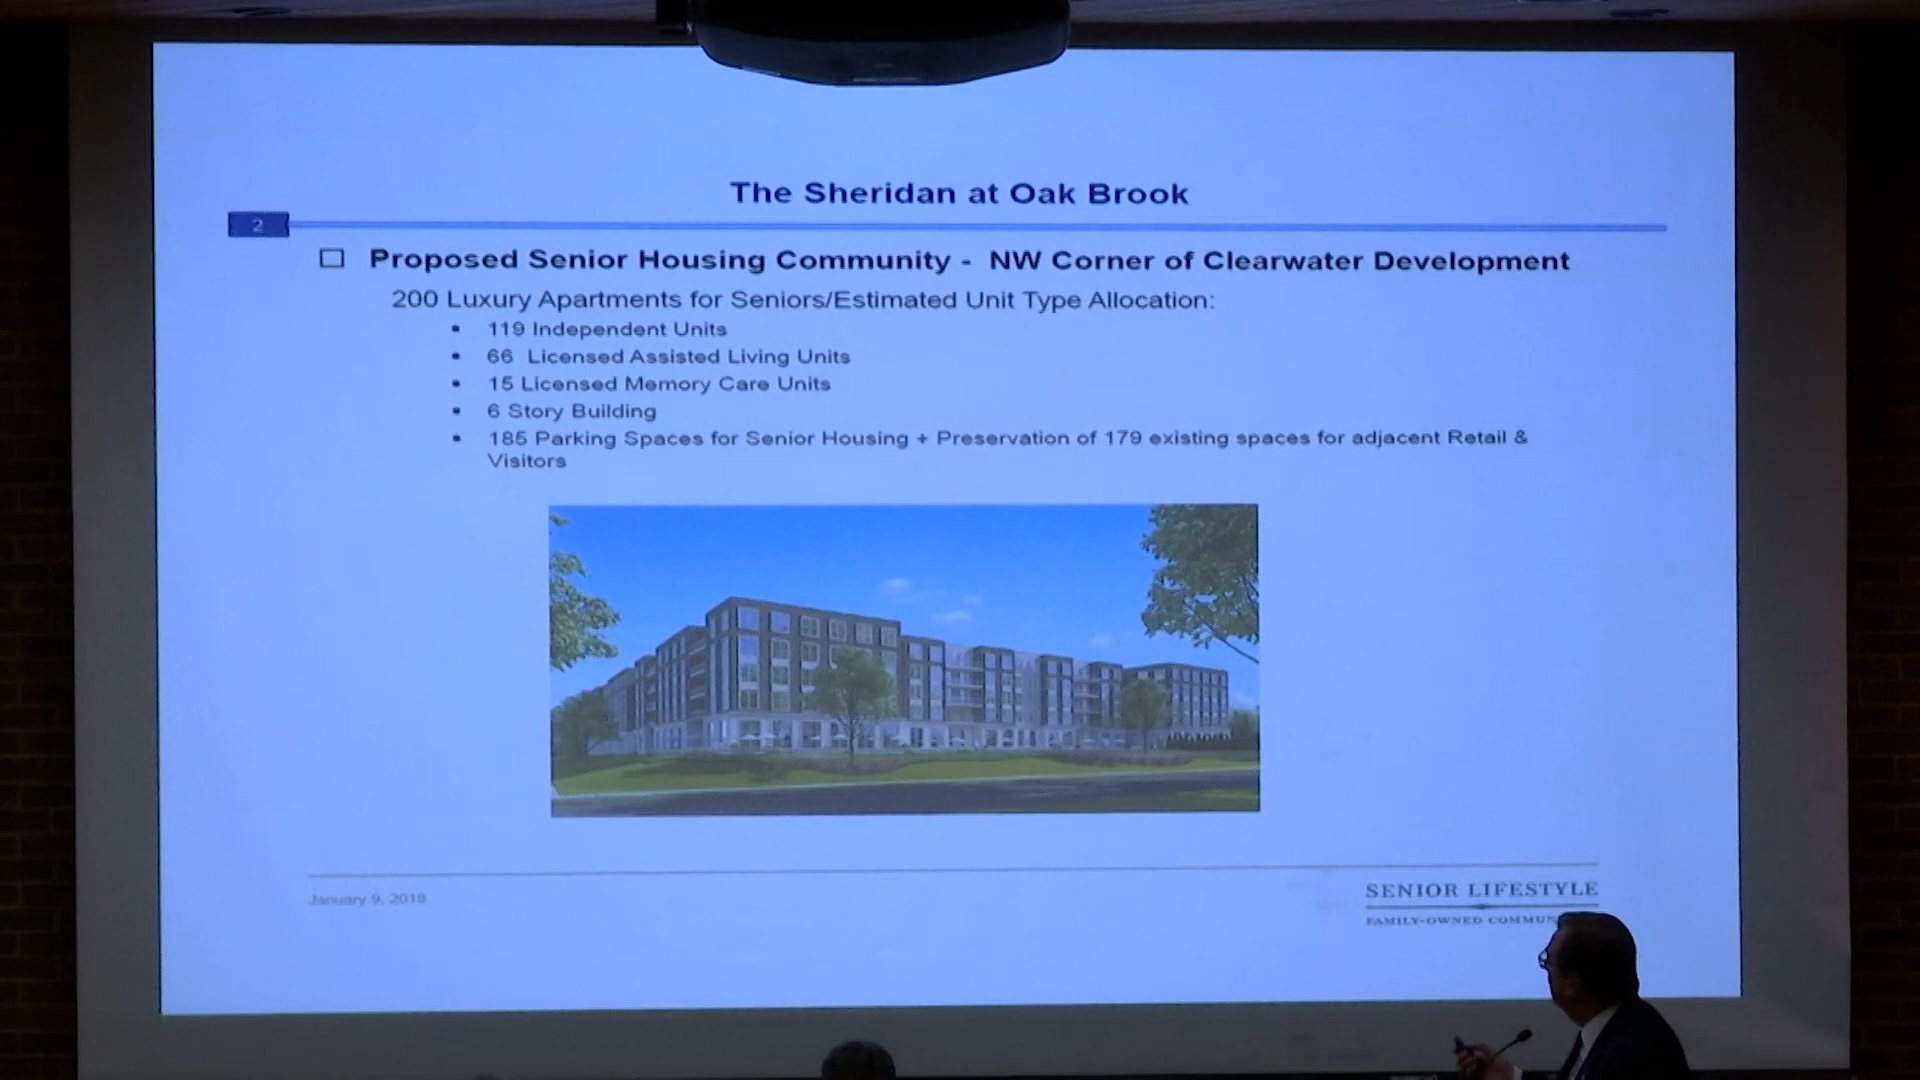 The Sheridan at Oak Brook
2
Proposed Senior Housing Community - NW Corner of Clearwater Development
200 Luxury Apartments for Seniors/Estimated Unit Type Allocation:
• 119 Independent Units
• 66 Licensed Assisted Living Units
• 15 Licensed Memory Care Units
• 6 Story Building
• 185 Parking Spaces for Senior Housing + Preservation of 179 existing spaces for adjacent Retail &
Visitors
January 9, 2018
SENIOR LIFESTYLE
FAMILY-OWNED